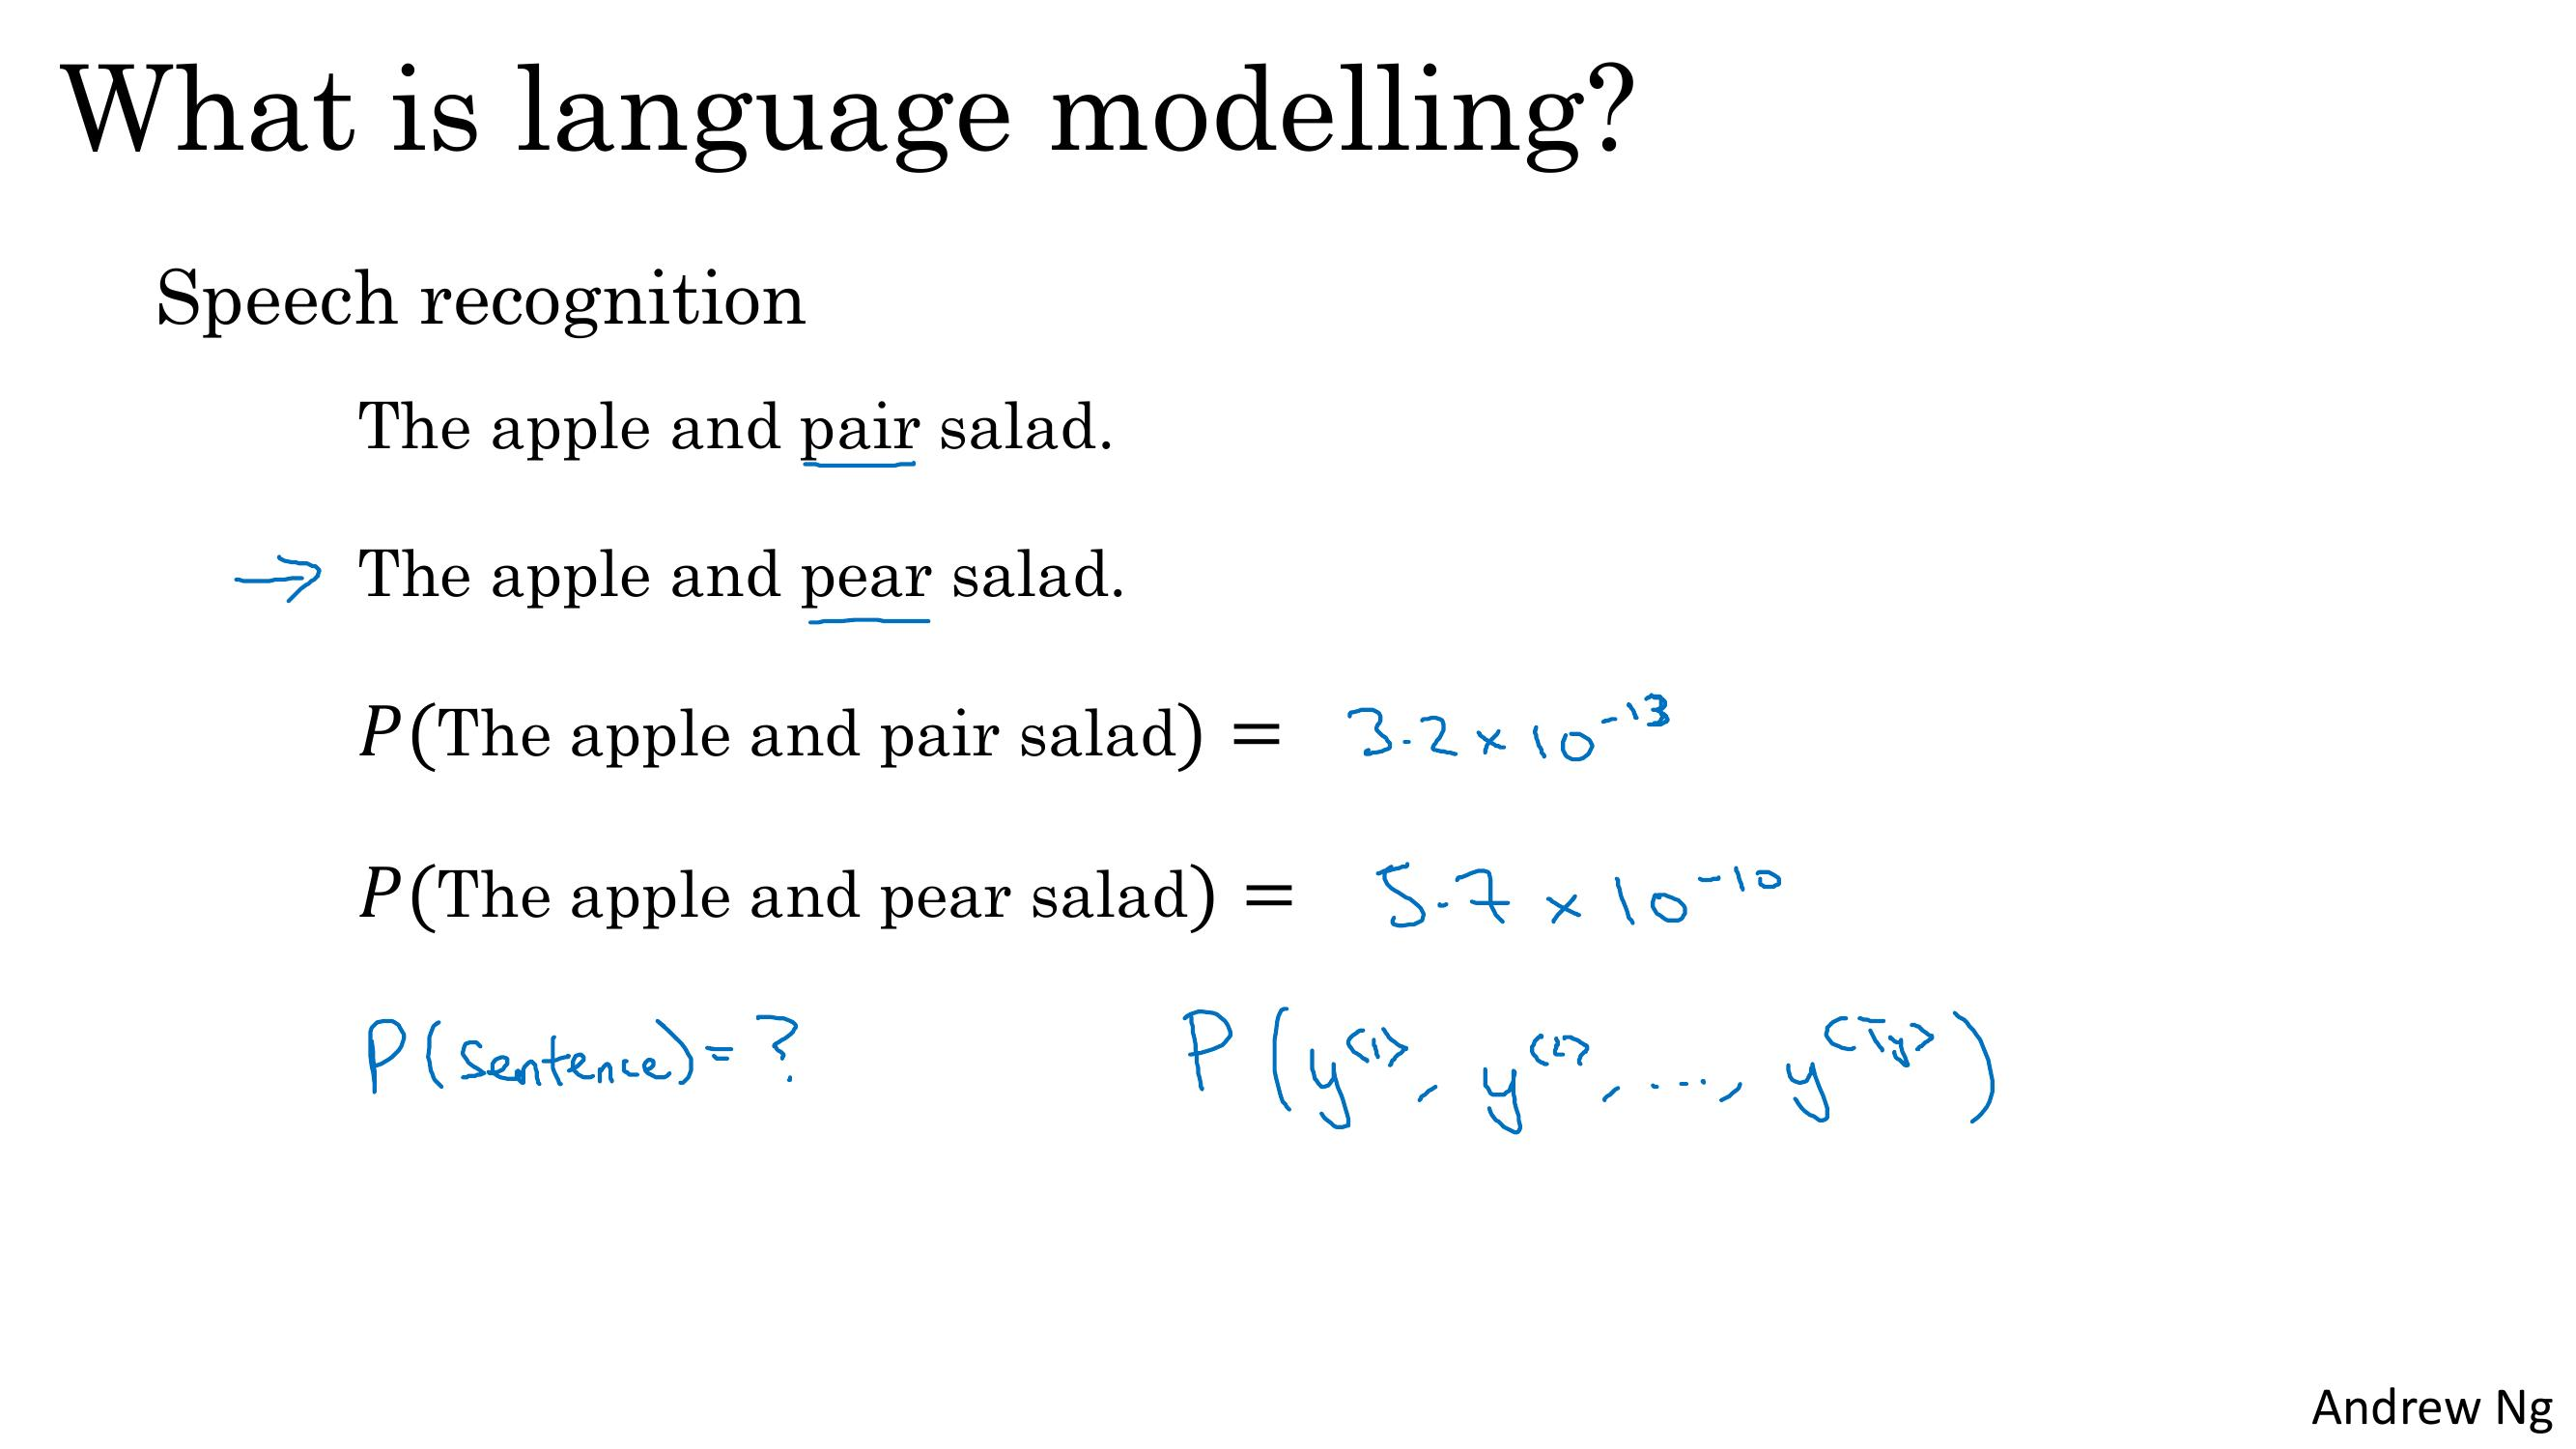 What is language modelling?
Speech recognition
The apple and pair salad.
→ The apple and pear salad.
P(The apple and pair salad) = 3.2 × 10⁻¹³
P(The apple and pear salad) = 5.7 × 10⁻¹⁰
P(sentence) = ? P(y^<1>, y^<2>, ..., y^<Ty>)
Andrew Ng